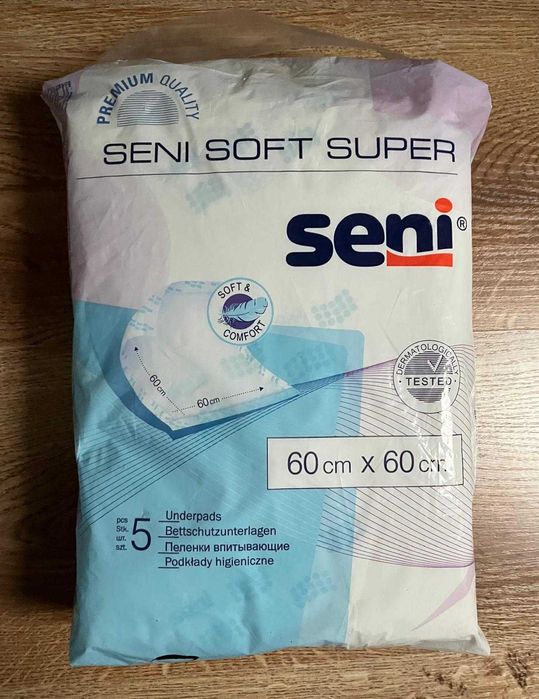 PREMIUM QUALITY
SENI SOFT SUPER
seni®
SOFT &
COMFORT
60 cm
60 cm
DERMATOLOGICALLY
TESTED
60 cm x 60 cm
pcs
Stk.
шт.
szt.
5
Underpads
Bettschutzunterlagen
Пеленки впитывающие
Podkłady higieniczne